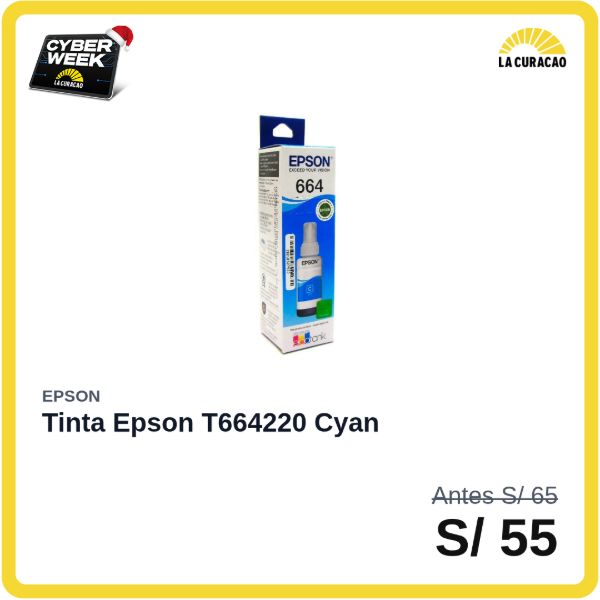 CYBER
WEEK
LA CURACAO
LA CURACAO
EPSON
EXCEED YOUR VISION
664
EPSON
C
EPSON
Tinta Epson T664220 Cyan
Antes S/ 65
S/ 55